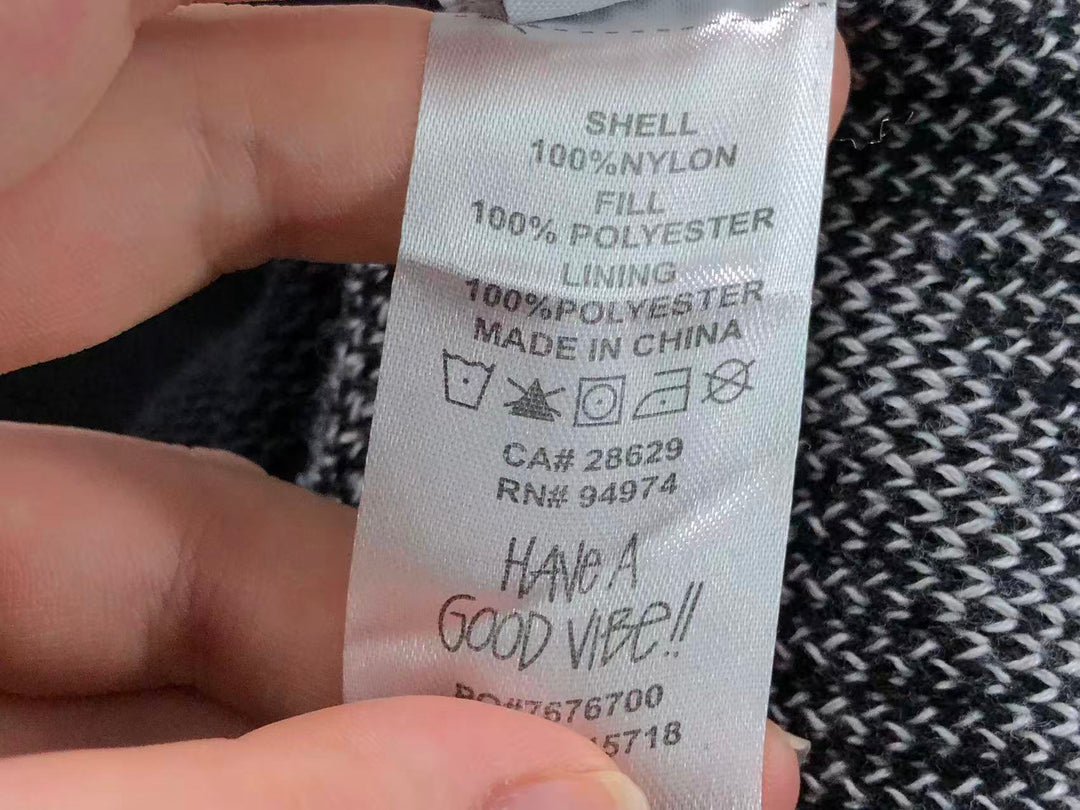 SHELL
100%NYLON
FILL
100% POLYESTER
LINING
100%POLYESTER
MADE IN CHINA
CA# 28629
RN# 94974
HAVE A
GOOD VIBE!!
PO#7676700
15718